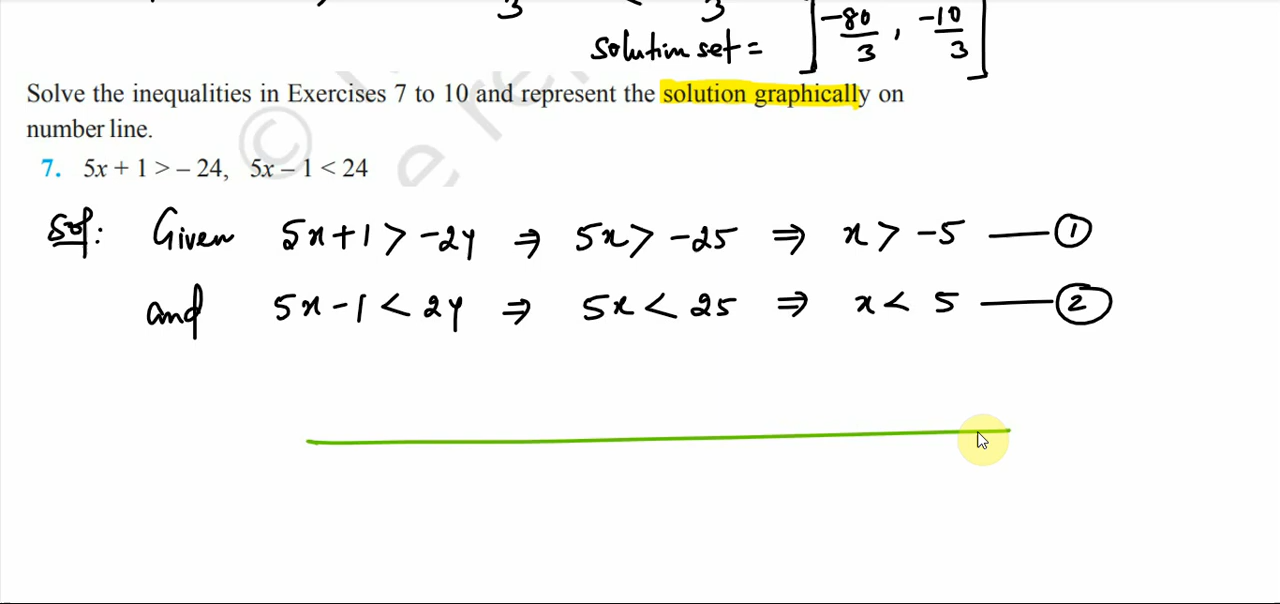 3 < 3
Solution set = ]-80/3, -10/3[
Solve the inequalities in Exercises 7 to 10 and represent the solution graphically on
number line.
7. 5x + 1 > – 24, 5x – 1 < 24
Sol: Given 5x+1 > -24 ⇒ 5x > -25 ⇒ x > -5 —①
and 5x-1 < 24 ⇒ 5x < 25 ⇒ x < 5 —②